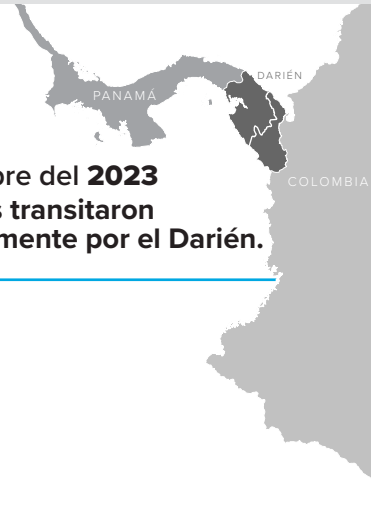 DARIÉN
PANAMÁ
COLOMBIA
bre del 2023
s transitaron
mente por el Darién.